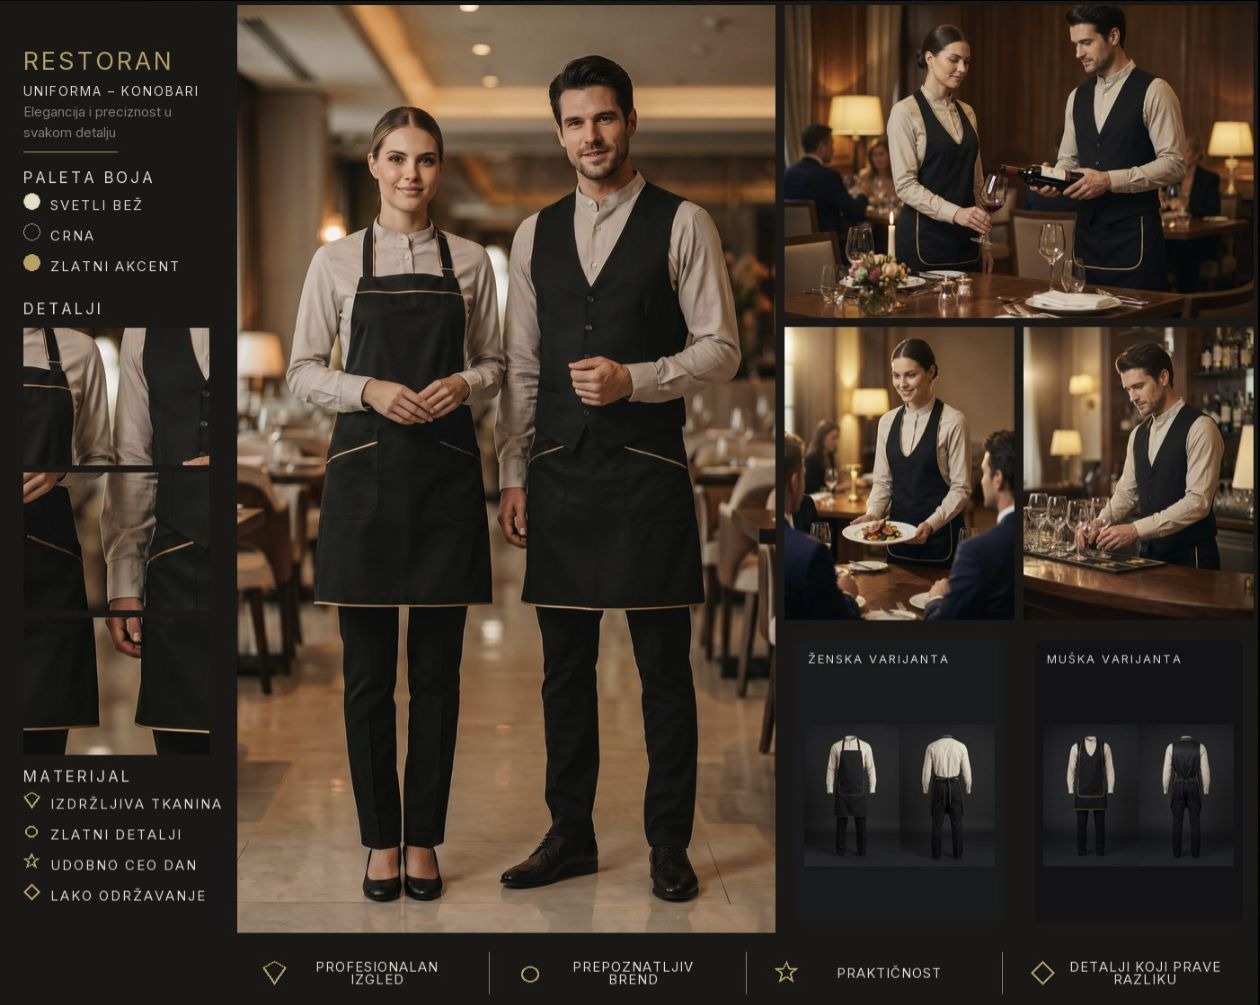 RESTORAN
UNIFORMA – KONOBARI
Elegancija i preciznost u
svakom detalju
PALETA BOJA
SVETLI BEŽ
CRNA
ZLATNI AKCENT
DETALJI
MATERIJAL
IZDRŽLJIVA TKANINA
ZLATNI DETALJI
UDOBNO CEO DAN
LAKO ODRŽAVANJE
ŽENSKA VARIJANTA
MUŠKA VARIJANTA
PROFESIONALAN
IZGLED
PREPOZNATLJIV
BREND
PRAKTIČNOST
DETALJI KOJI PRAVE
RAZLIKU